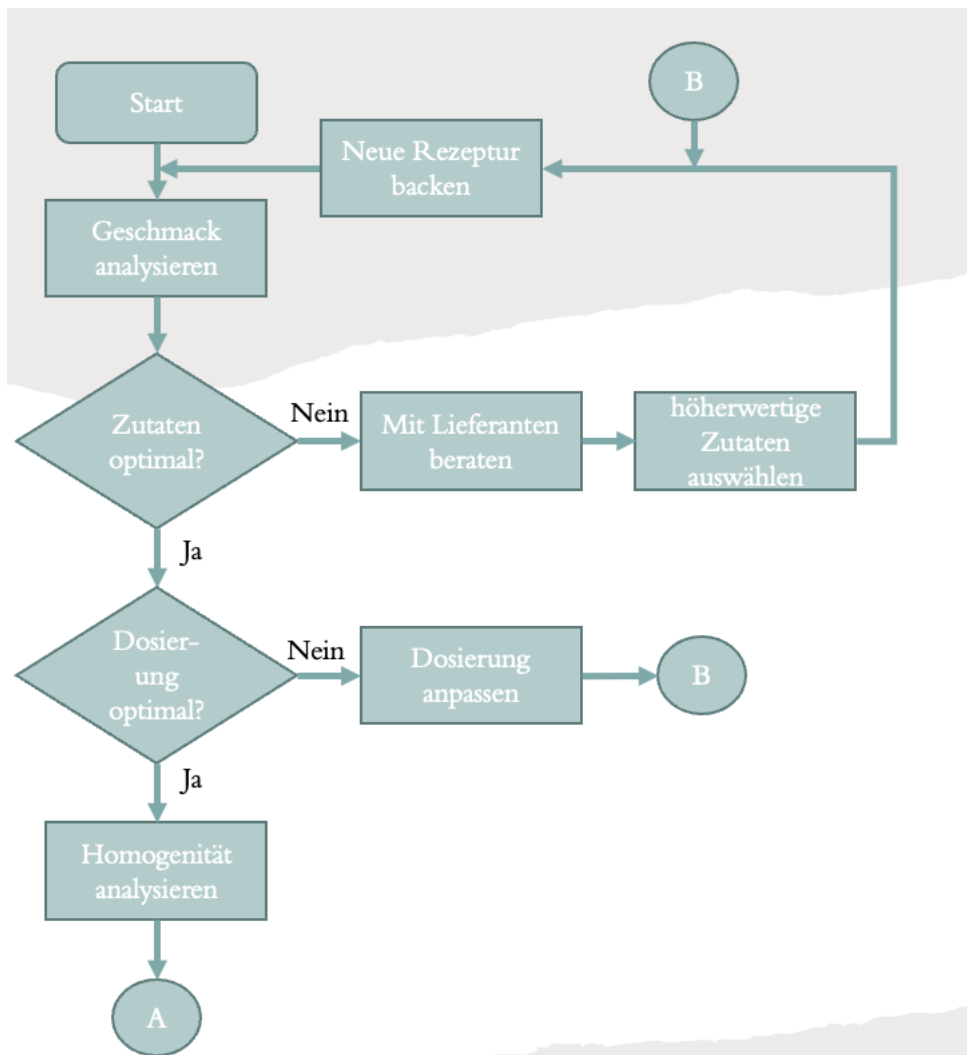 Start
B
Neue Rezeptur
backen
Geschmack
analysieren
Zutaten
optimal?
Nein
Mit Lieferanten
beraten
höherwertige
Zutaten
auswählen
Ja
Dosier-
ung
optimal?
Nein
Dosierung
anpassen
B
Ja
Homogenität
analysieren
A